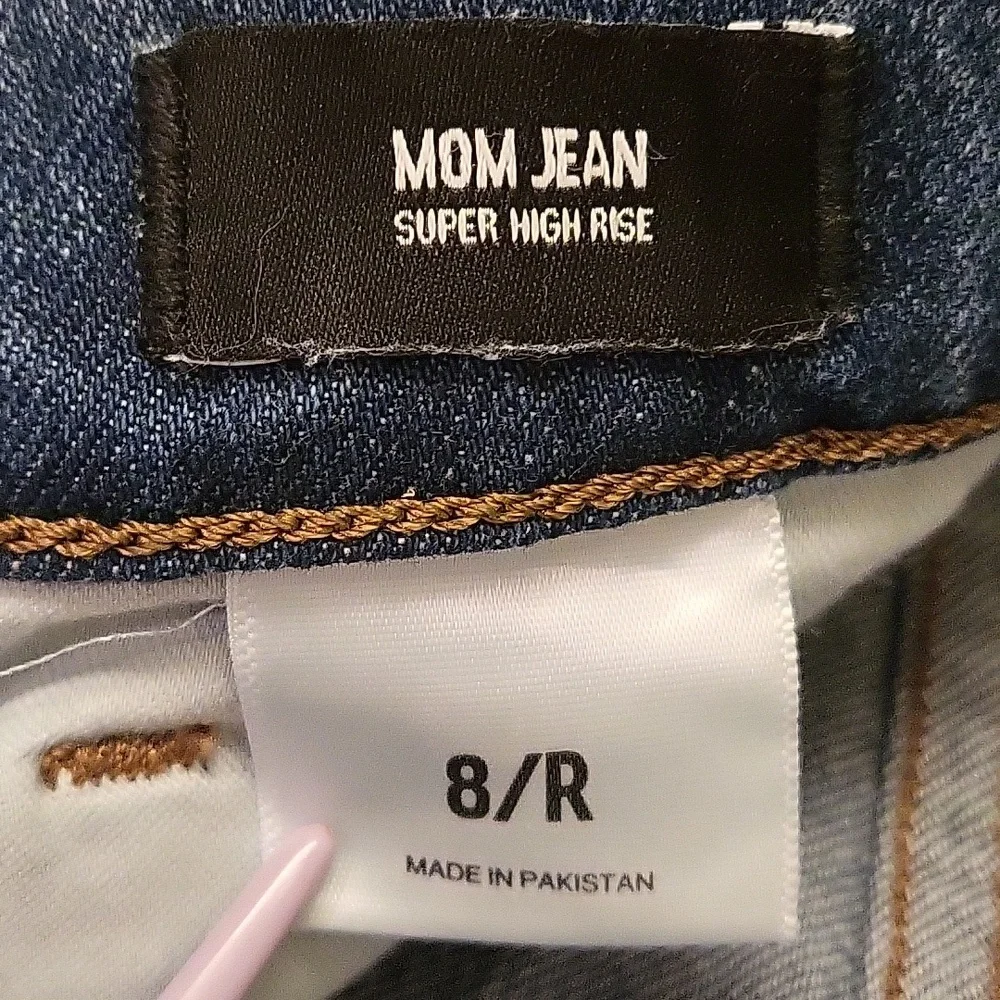 MOM JEAN
SUPER HIGH RISE
8/R
MADE IN PAKISTAN